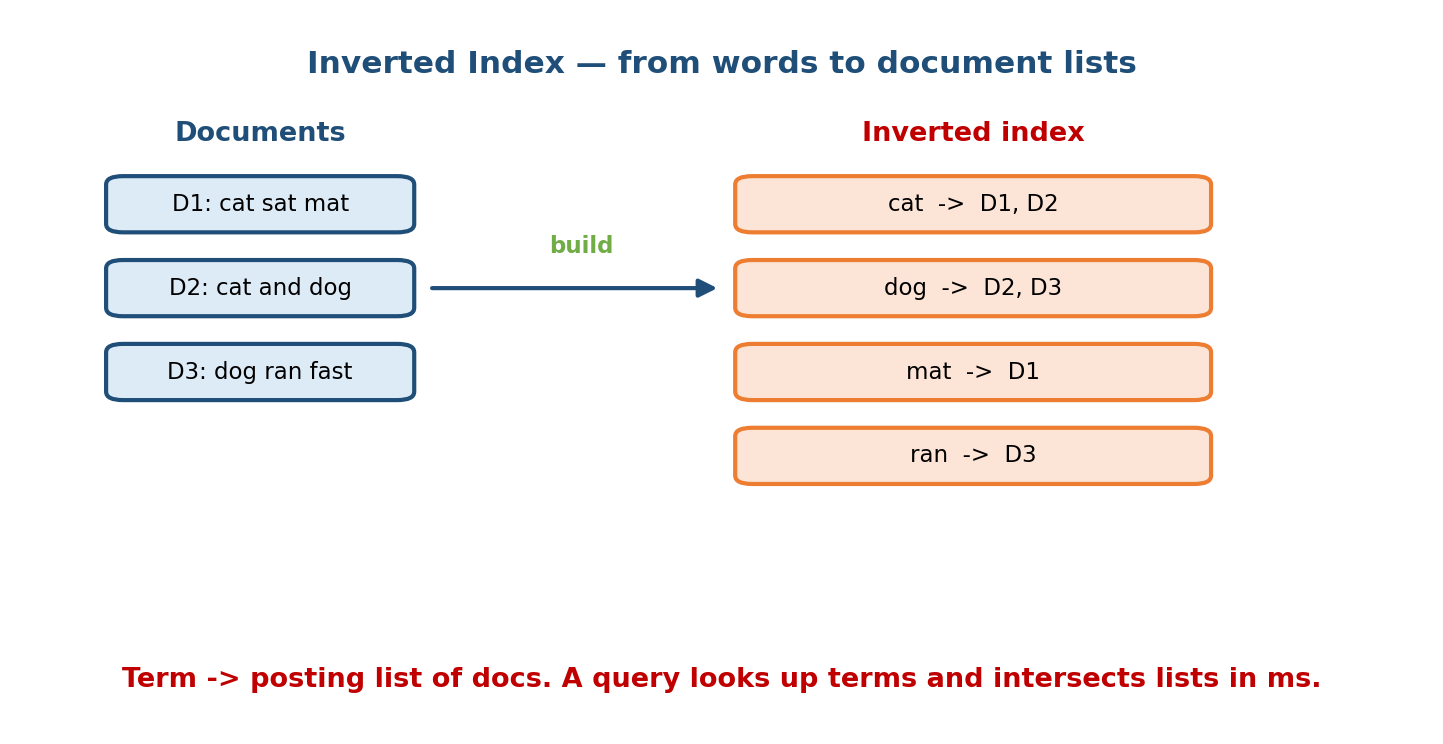 Inverted Index — from words to document lists
Documents
Inverted index
D1: cat sat mat
cat -> D1, D2
build
D2: cat and dog
dog -> D2, D3
D3: dog ran fast
mat -> D1
ran -> D3
Term -> posting list of docs. A query looks up terms and intersects lists in ms.